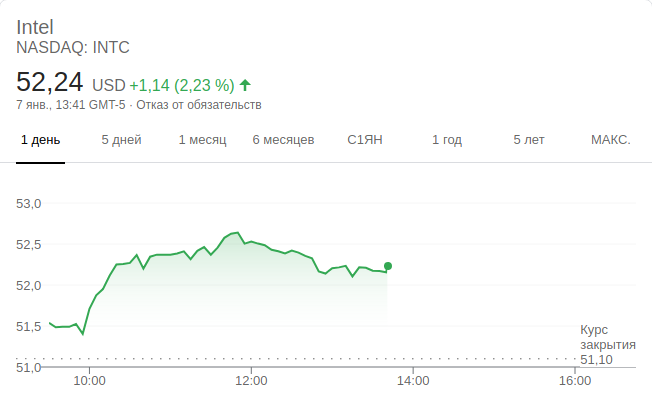 Intel
NASDAQ: INTC
52,24 USD +1,14 (2,23 %)
7 янв., 13:41 GMT-5 · Отказ от обязательств
1 день 5 дней 1 месяц 6 месяцев С1ЯН 1 год 5 лет МАКС.
53,0
52,5
52,0
51,5
Курс
закрытия
51,10
51,0
10:00 12:00 14:00 16:00